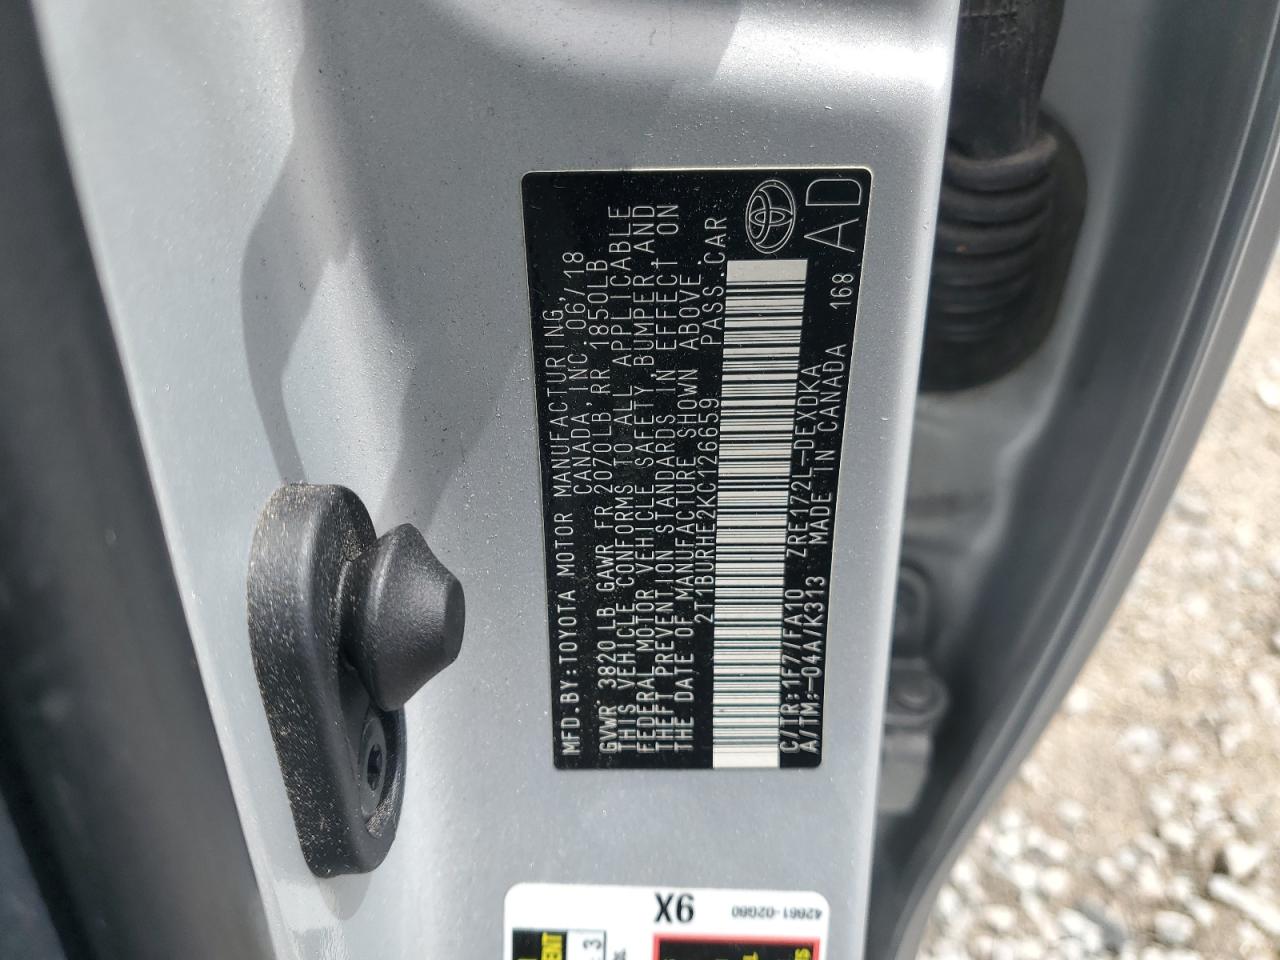 MFD.BY:TOYOTA MOTOR MANUFACTURING,
CANADA,INC. 06/18
GVWR 3820 LB GAWR FR 2070LB,RR 1850LB
THIS VEHICLE CONFORMS TO ALL APPLICABLE
FEDERAL MOTOR VEHICLE SAFETY,BUMPER,AND
THEFT PREVENTION STANDARDS IN EFFECT ON
THE DATE OF MANUFACTURE SHOWN ABOVE.
2T1BURHE2KC126659 PASS.CAR
C/TR:1F7/FA10 ZRE172L-DEXDKA
A/TM:-04A/K313 MADE IN CANADA 168
AD
9X
42661-02G60